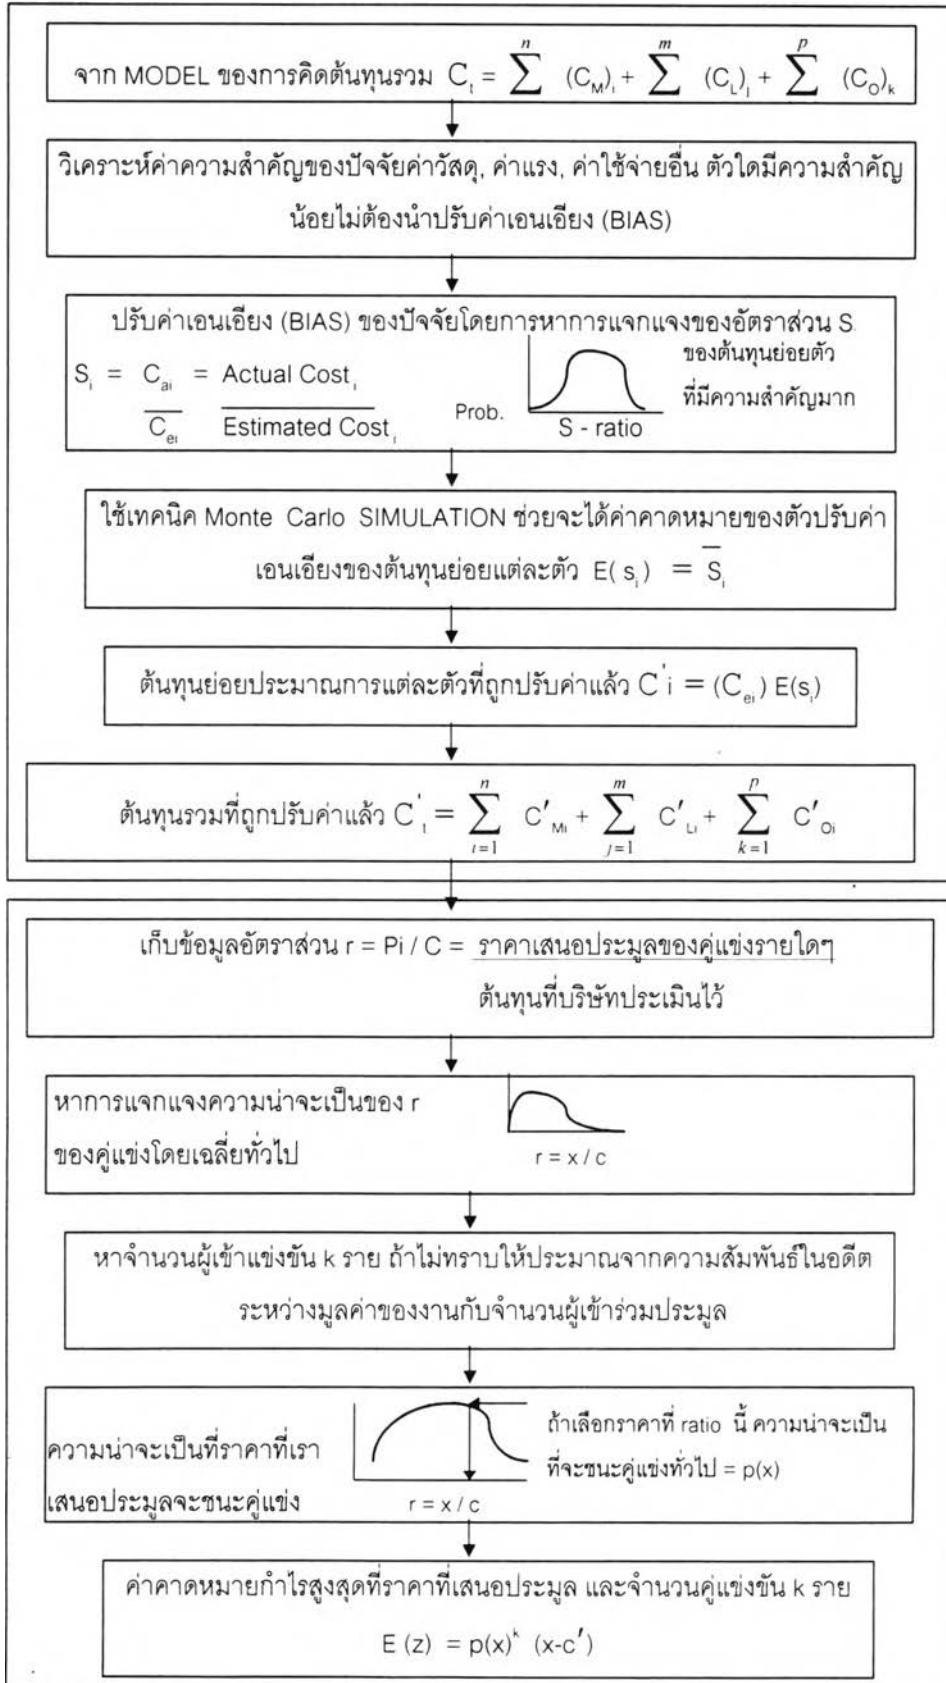 จาก MODEL ของการคิดต้นทุนรวม C_t = \sum^{n} (C_M)_i + \sum^{m} (C_L)_j + \sum^{p} (C_O)_k
วิเคราะห์ค่าความสำคัญของปัจจัยค่าวัสดุ, ค่าแรง, ค่าใช้จ่ายอื่น ตัวใดมีความสำคัญ
น้อยไม่ต้องนำปรับค่าเอนเอียง (BIAS)
ปรับค่าเอนเอียง (BIAS) ของปัจจัยโดยการหาการแจกแจงของอัตราส่วน S
ของต้นทุนย่อยตัว
ที่มีความสำคัญมาก
S_i = C_{ai} = Actual Cost_i
C_{ei} Estimated Cost_i
Prob.
S - ratio
ใช้เทคนิค Monte Carlo SIMULATION ช่วยจะได้ค่าคาดหมายของตัวปรับค่า
เอนเอียงของต้นทุนย่อยแต่ละตัว E( s_i ) = \overline{S}_i
ต้นทุนย่อยประมาณการแต่ละตัวที่ถูกปรับค่าแล้ว C'i = (C_{ei}) E(s_i)
ต้นทุนรวมที่ถูกปรับค่าแล้ว C'_t = \sum_{i=1}^{n} C'_{Mi} + \sum_{j=1}^{m} C'_{Li} + \sum_{k=1}^{p} C'_{Oi}
เก็บข้อมูลอัตราส่วน r = Pi / C = ราคาเสนอประมูลของคู่แข่งรายใดๆ
ต้นทุนที่บริษัทประเมินไว้
หาการแจกแจงความน่าจะเป็นของ r
ของคู่แข่งโดยเฉลี่ยทั่วไป
r = x / c
หาจำนวนผู้เข้าแข่งขัน k ราย ถ้าไม่ทราบให้ประมาณจากความสัมพันธ์ในอดีต
ระหว่างมูลค่าของงานกับจำนวนผู้เข้าร่วมประมูล
ความน่าจะเป็นที่ราคาที่เรา
เสนอประมูลจะชนะคู่แข่ง
r = x / c
ถ้าเลือกราคาที่ ratio นี้ ความน่าจะเป็น
ที่จะชนะคู่แข่งทั่วไป = p(x)
ค่าคาดหมายกำไรสูงสุดที่ราคาที่เสนอประมูล และจำนวนคู่แข่งขัน k ราย
E (z) = p(x)^k (x-c')